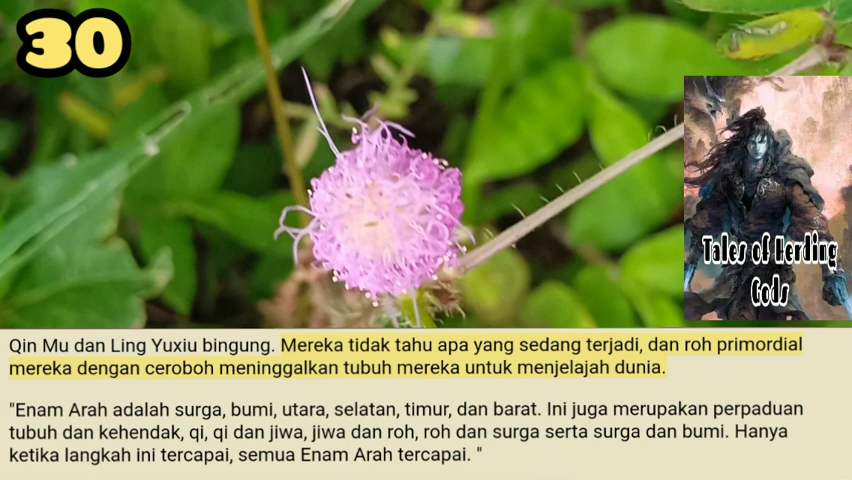 30
Tales of Herding
Gods
Qin Mu dan Ling Yuxiu bingung. Mereka tidak tahu apa yang sedang terjadi, dan roh primordial
mereka dengan ceroboh meninggalkan tubuh mereka untuk menjelajah dunia.
"Enam Arah adalah surga, bumi, utara, selatan, timur, dan barat. Ini juga merupakan perpaduan
tubuh dan kehendak, qi, qi dan jiwa, jiwa dan roh, roh dan surga serta surga dan bumi. Hanya
ketika langkah ini tercapai, semua Enam Arah tercapai. "